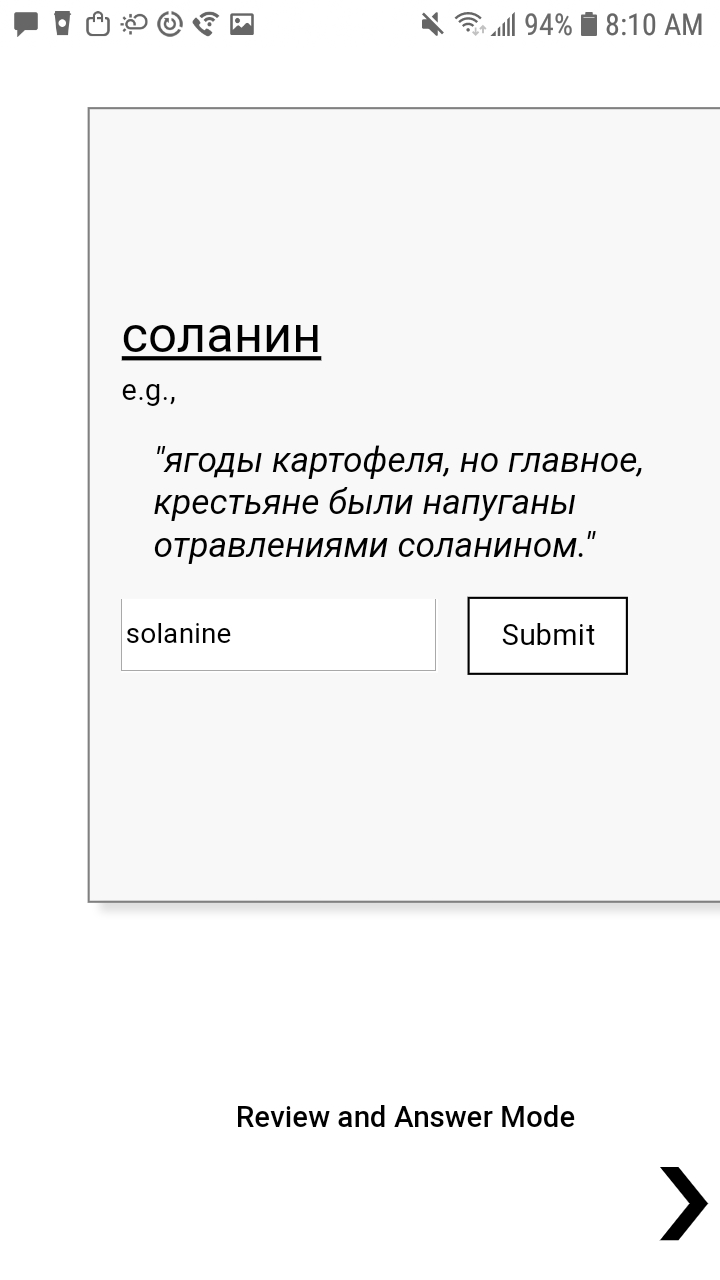 94% 8:10 AM
соланин
e.g.,
"ягоды картофеля, но главное,
крестьяне были напуганы
отравлениями соланином."
solanine
Submit
Review and Answer Mode